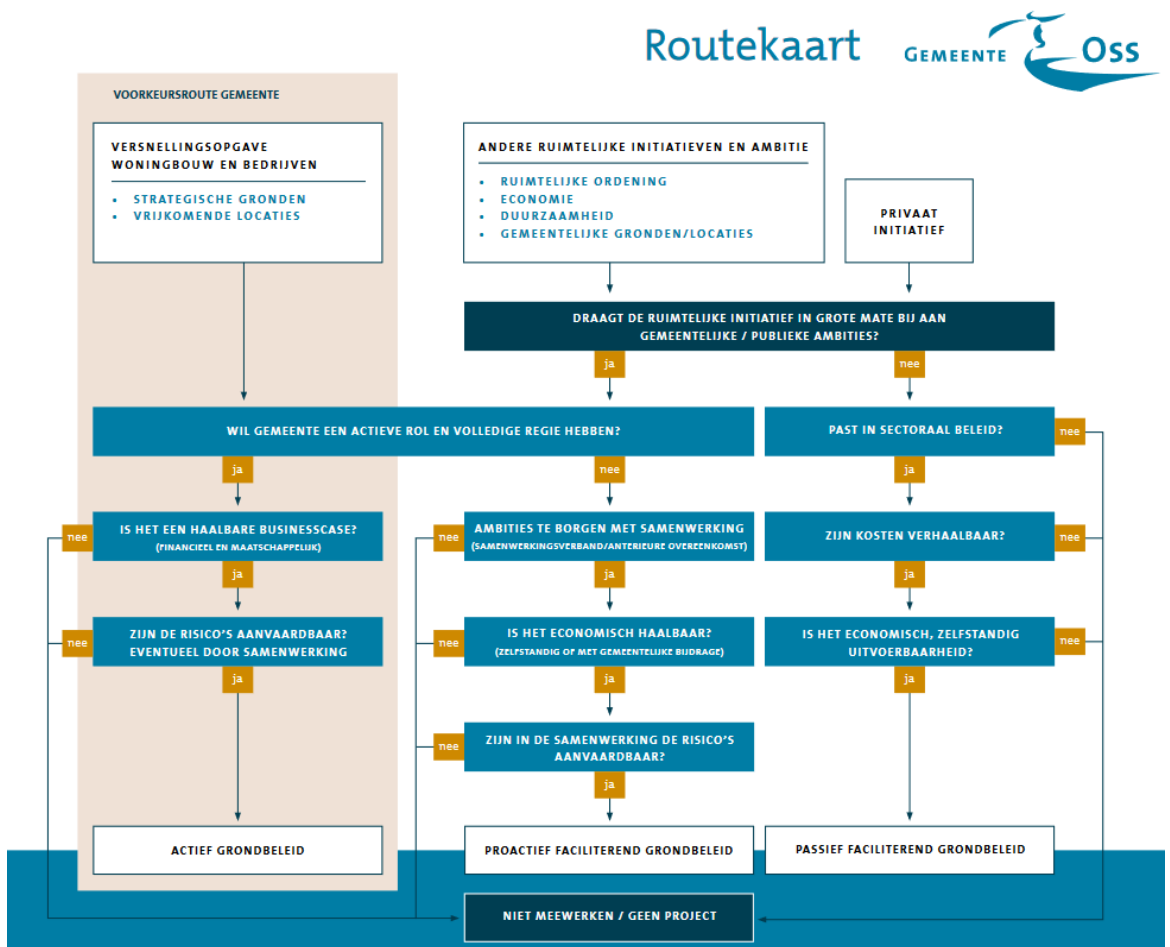 Routekaart
GEMEENTE OSS
VOORKEURSROUTE GEMEENTE
VERSNELLINGSOPGAVE
WONINGBOUW EN BEDRIJVEN
• STRATEGISCHE GRONDEN
• VRIJKOMENDE LOCATIES
ANDERE RUIMTELIJKE INITIATIEVEN EN AMBITIE
• RUIMTELIJKE ORDENING
• ECONOMIE
• DUURZAAMHEID
• GEMEENTELIJKE GRONDEN/LOCATIES
PRIVAAT
INITIATIEF
DRAAGT DE RUIMTELIJKE INITIATIEF IN GROTE MATE BIJ AAN
GEMEENTELIJKE / PUBLIEKE AMBITIES?
ja
nee
WIL GEMEENTE EEN ACTIEVE ROL EN VOLLEDIGE REGIE HEBBEN?
PAST IN SECTORAAL BELEID?
nee
ja
nee
ja
nee
IS HET EEN HAALBARE BUSINESSCASE?
(FINANCIEEL EN MAATSCHAPPELIJK)
nee
AMBITIES TE BORGEN MET SAMENWERKING
(SAMENWERKINGSVERBAND/ANTERIEURE OVEREENKOMST)
ZIJN KOSTEN VERHAALBAAR?
nee
ja
ja
ja
nee
ZIJN DE RISICO'S AANVAARDBAAR?
EVENTUEEL DOOR SAMENWERKING
nee
IS HET ECONOMISCH HAALBAAR?
(ZELFSTANDIG OF MET GEMEENTELIJKE BIJDRAGE)
IS HET ECONOMISCH, ZELFSTANDIG
UITVOERBAARHEID?
nee
ja
ja
ja
nee
ZIJN IN DE SAMENWERKING DE RISICO'S
AANVAARDBAAR?
ja
ACTIEF GRONDBELEID
PROACTIEF FACILITEREND GRONDBELEID
PASSIEF FACILITEREND GRONDBELEID
NIET MEEWERKEN / GEEN PROJECT